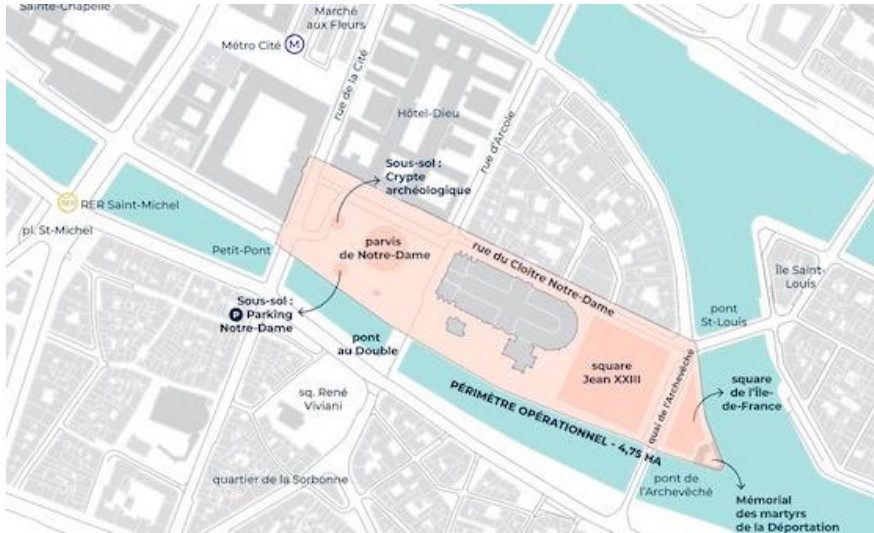 Sainte-Chapelle
Marché
aux Fleurs
Métro Cité M
rue de la Cité
Hôtel-Dieu
rue d'Arcole
Sous-sol :
Crypte
archéologique
RER RER Saint-Michel
pl. St-Michel
Petit-Pont
parvis
de Notre-Dame
rue du Cloitre Notre-Dame
Île Saint-
Louis
Sous-sol :
P Parking
Notre-Dame
pont
St-Louis
pont
au Double
square
Jean XXIII
quai de l'Archevêché
square
de l'Île-
de-France
sq. René
Viviani
PÉRIMÈTRE OPÉRATIONNEL - 4,75 HA
quartier de la Sorbonne
pont de
l'Archevêché
Mémorial
des martyrs
de la Déportation